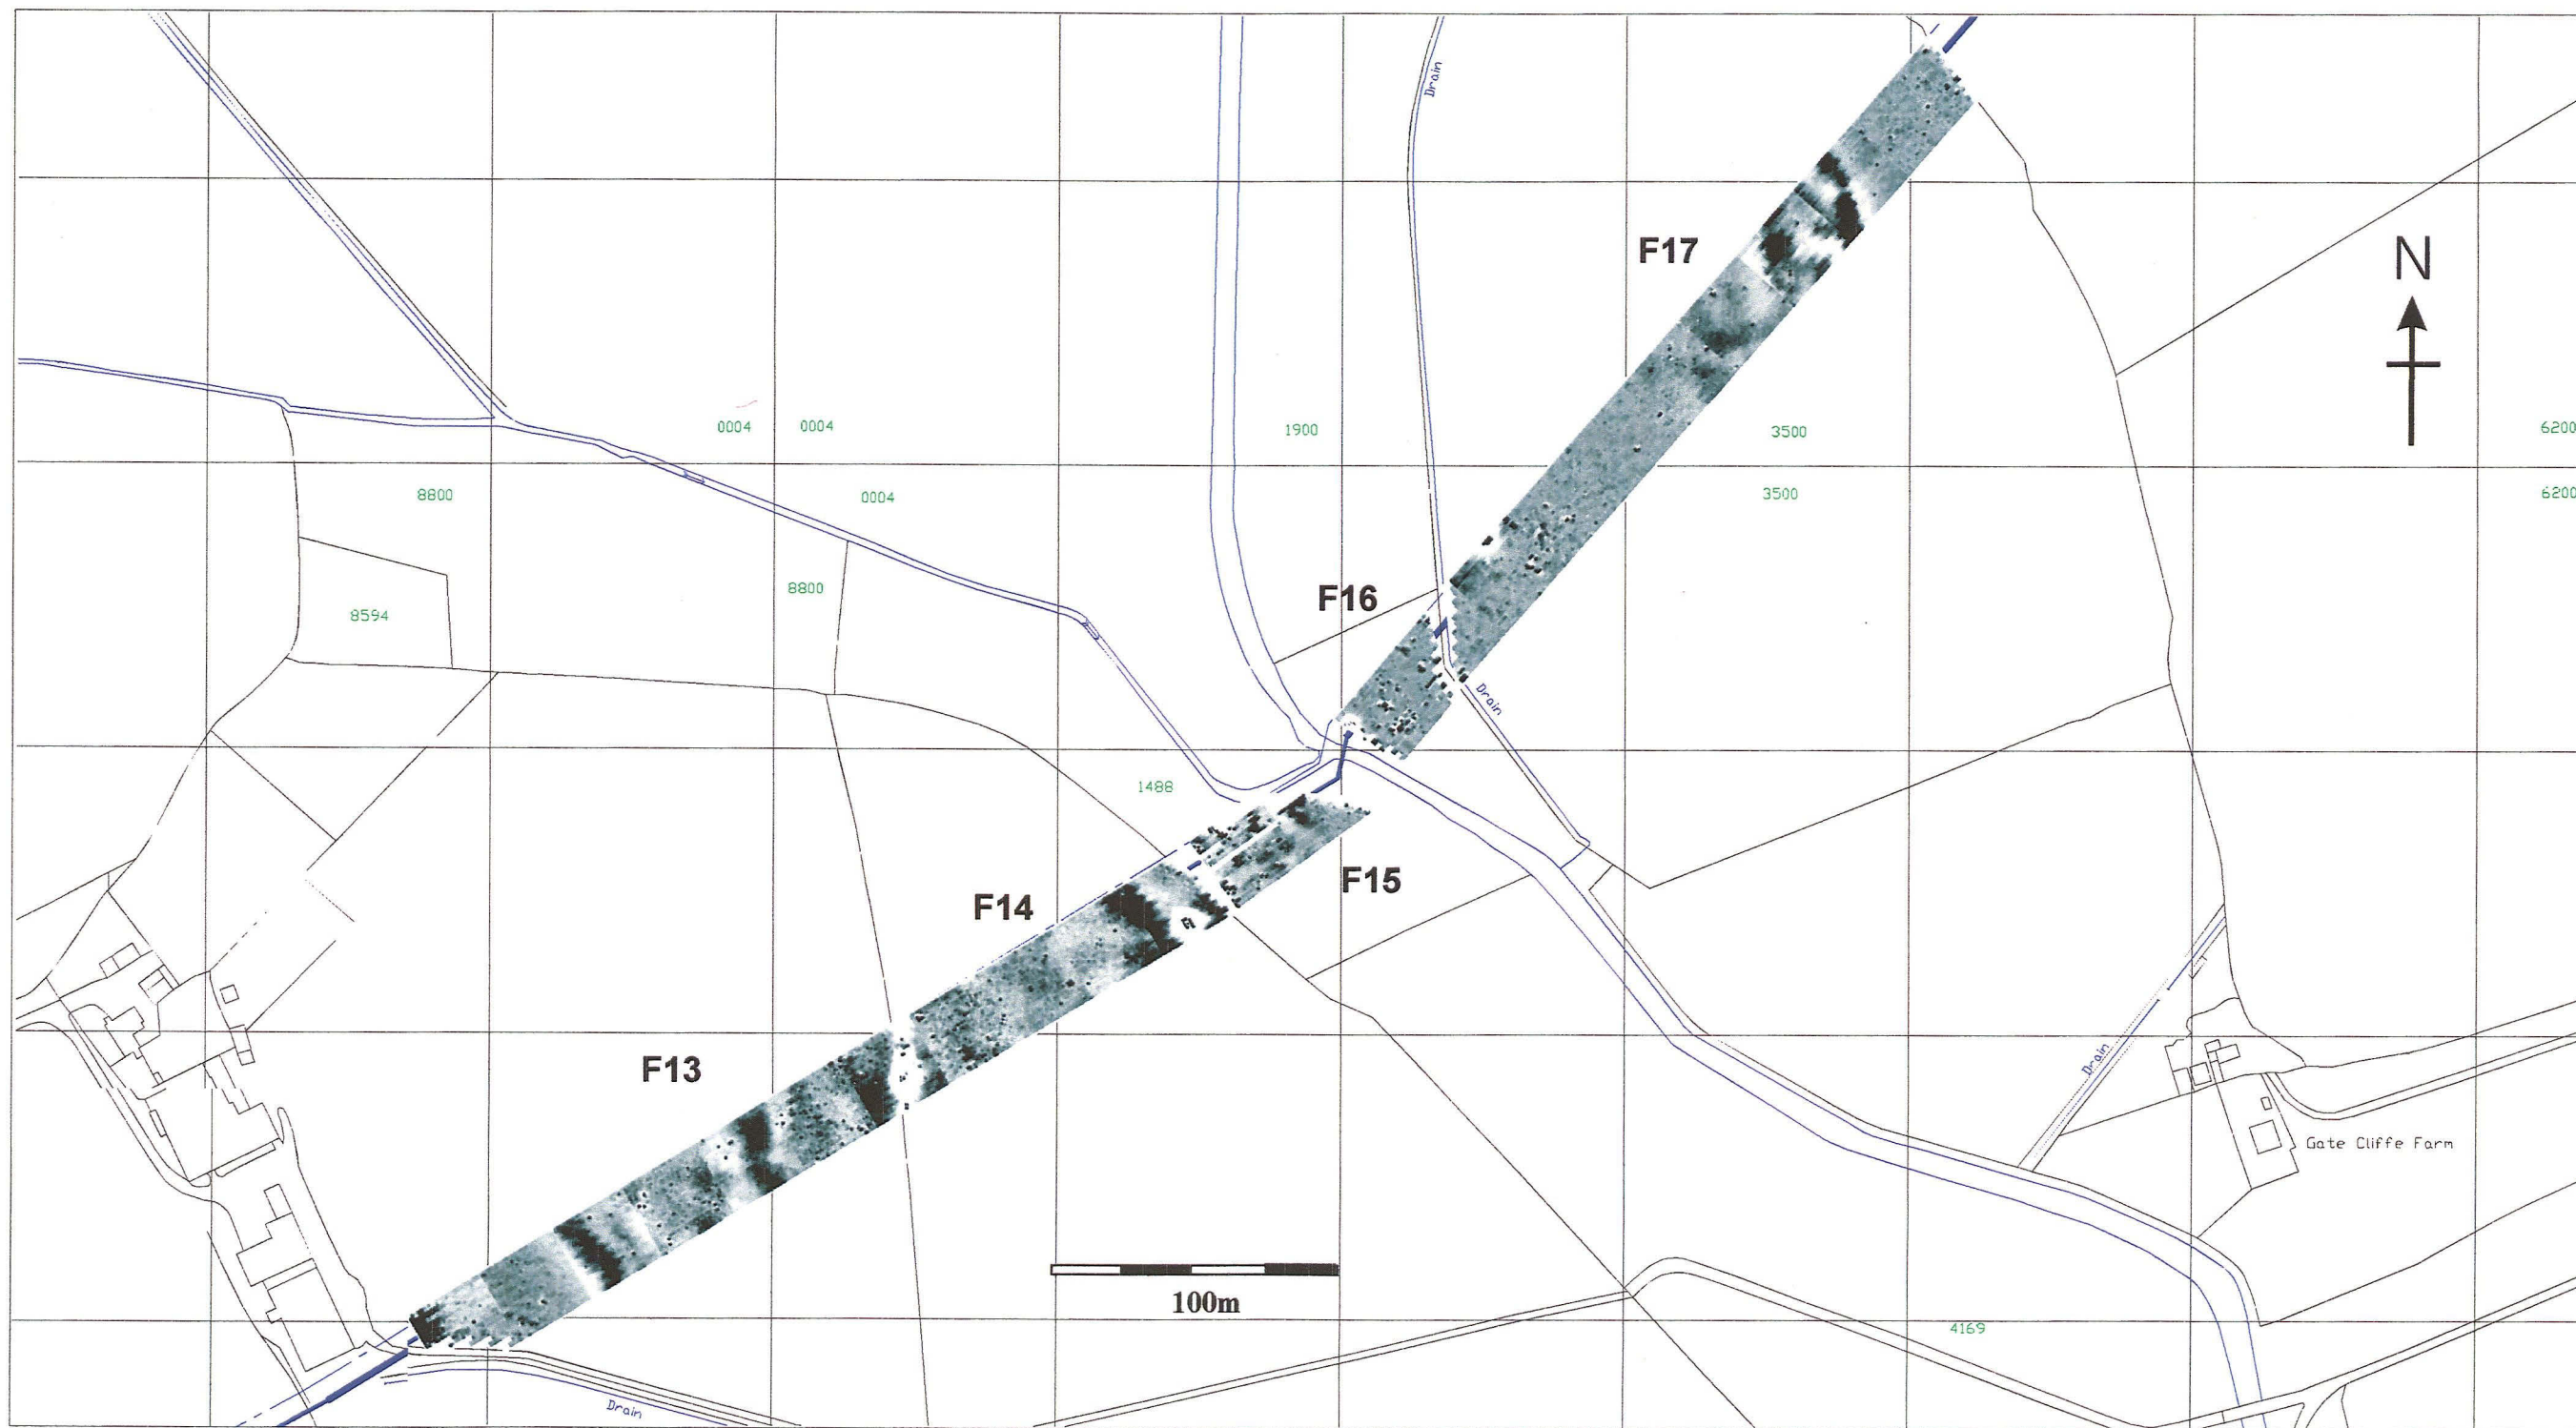 Drain
F17
N
0004
0004
1900
3500
6200
8800
0004
3500
6200
8800
F16
8594
Drain
1488
F15
F14
Drain
F13
Gate Cliffe Farm
100m
4169
Drain